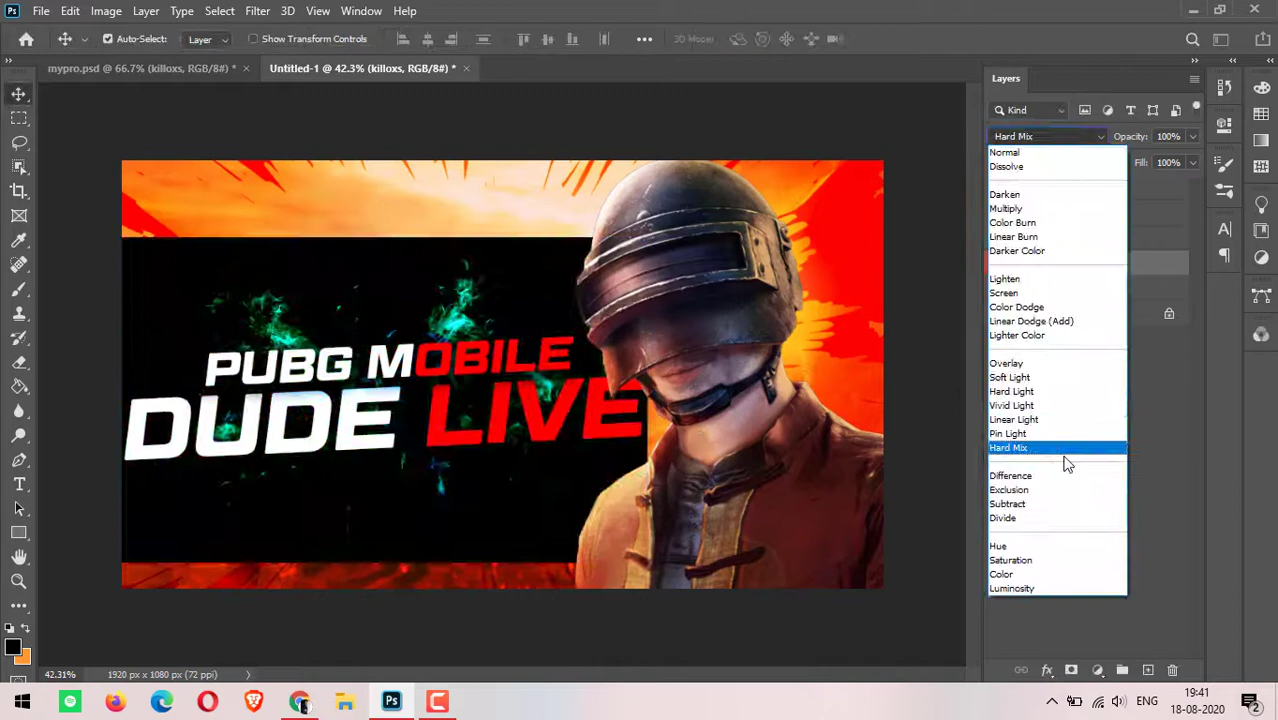 Ps File Edit Image Layer Type Select Filter 3D View Window Help
Auto-Select: Layer Show Transform Controls 3D Mode:
mypro.psd @ 66.7% (killoxs, RGB/8#) * Untitled-1 @ 42.3% (killoxs, RGB/8#) *
Layers
Kind
Hard Mix Opacity: 100%
Fill: 100%
Normal
Dissolve
Darken
Multiply
Color Burn
Linear Burn
Darker Color
Lighten
Screen
Color Dodge
Linear Dodge (Add)
Lighter Color
Overlay
Soft Light
Hard Light
Vivid Light
Linear Light
Pin Light
Hard Mix
Difference
Exclusion
Subtract
Divide
Hue
Saturation
Color
Luminosity
PUBG MOBILE
DUDE LIVE
42.31% 1920 px x 1080 px (72 ppi)
Ps
ENG
19:41
18-08-2020
2